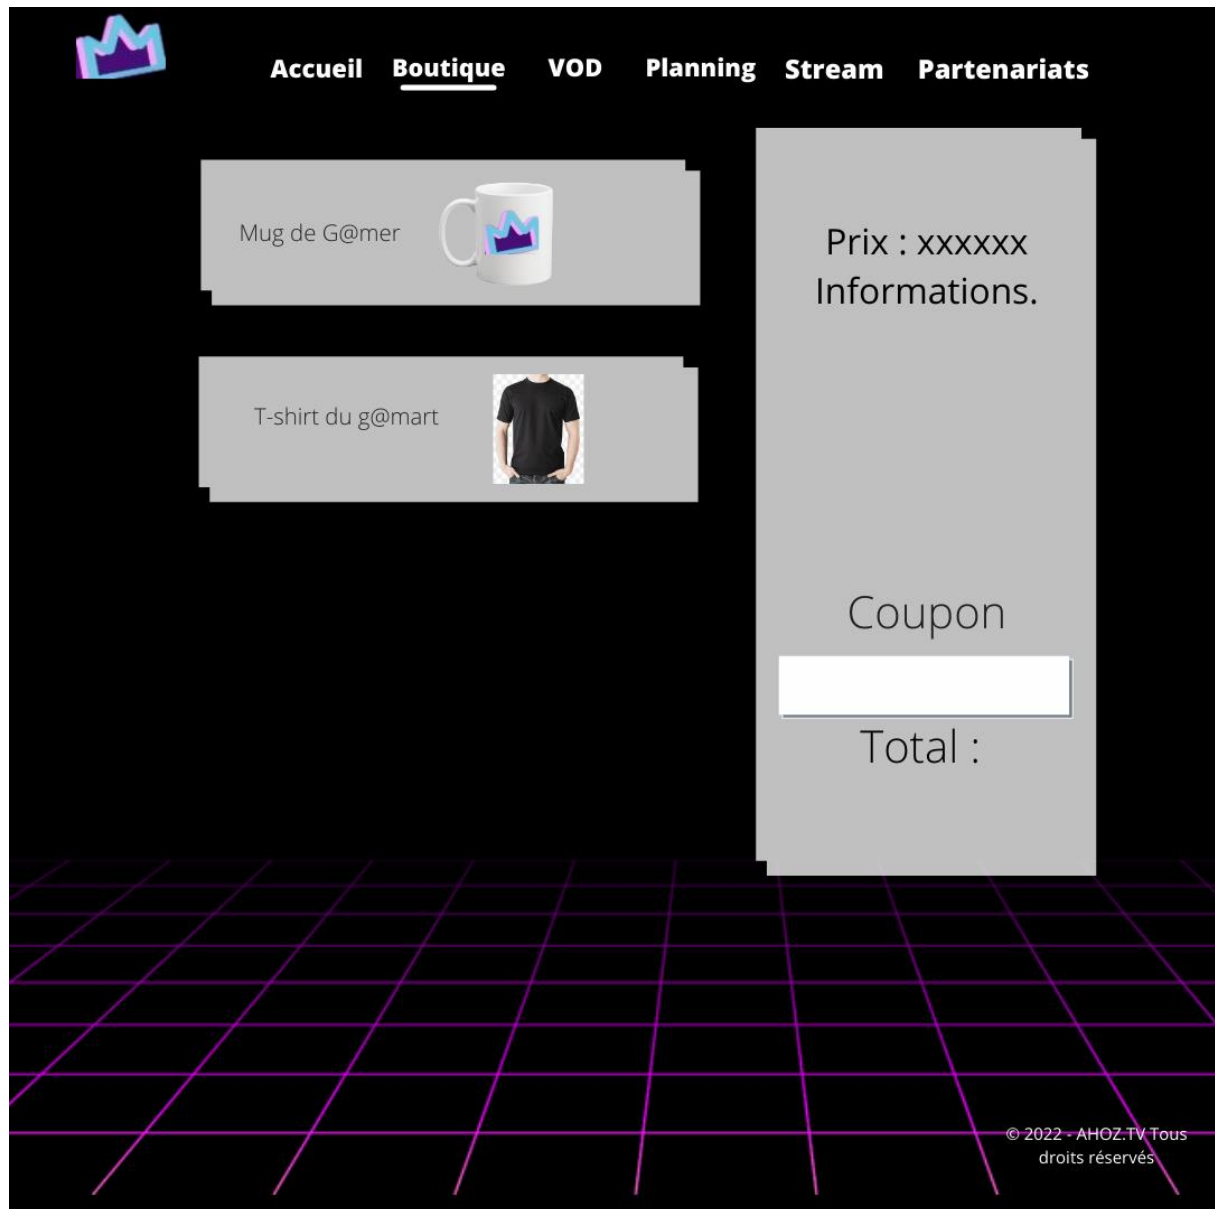 Accueil Boutique VOD Planning Stream Partenariats
Mug de G@mer
T-shirt du g@mart
Prix : xxxxxx
Informations.
Coupon
Total :
© 2022 - AHOZ.TV Tous
droits réservés